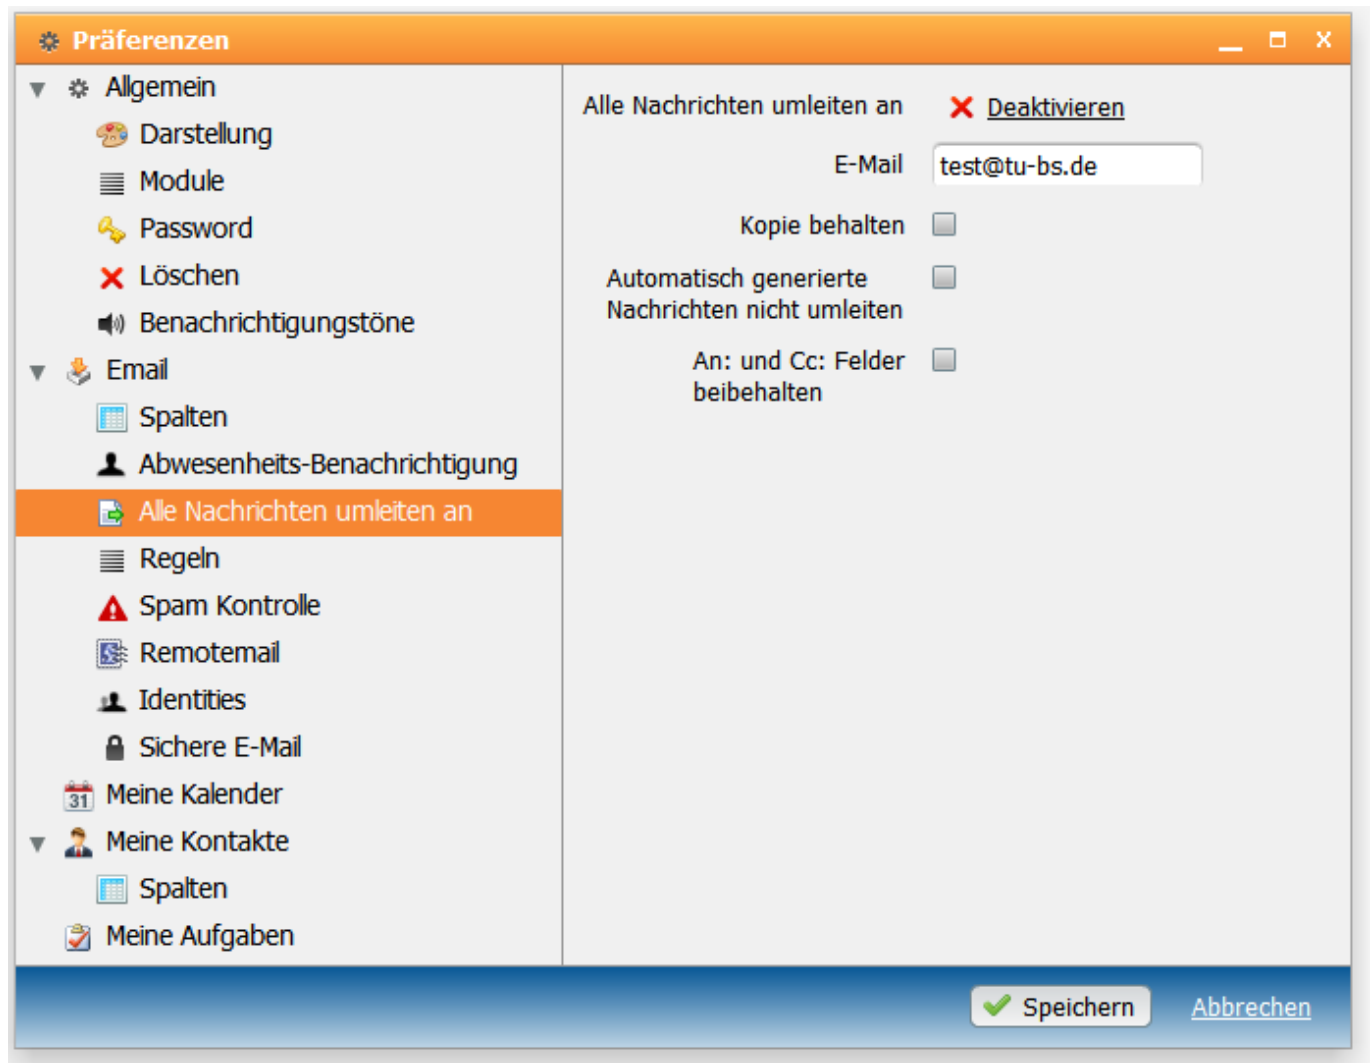 Präferenzen
Allgemein
Darstellung
Module
Password
Löschen
Benachrichtigungstöne
Email
Spalten
Abwesenheits-Benachrichtigung
Alle Nachrichten umleiten an
Regeln
Spam Kontrolle
Remotemail
Identities
Sichere E-Mail
31
Meine Kalender
Meine Kontakte
Spalten
Meine Aufgaben
Alle Nachrichten umleiten an
Deaktivieren
E-Mail
test@tu-bs.de
Kopie behalten
Automatisch generierte
Nachrichten nicht umleiten
An: und Cc: Felder
beibehalten
Speichern
Abbrechen